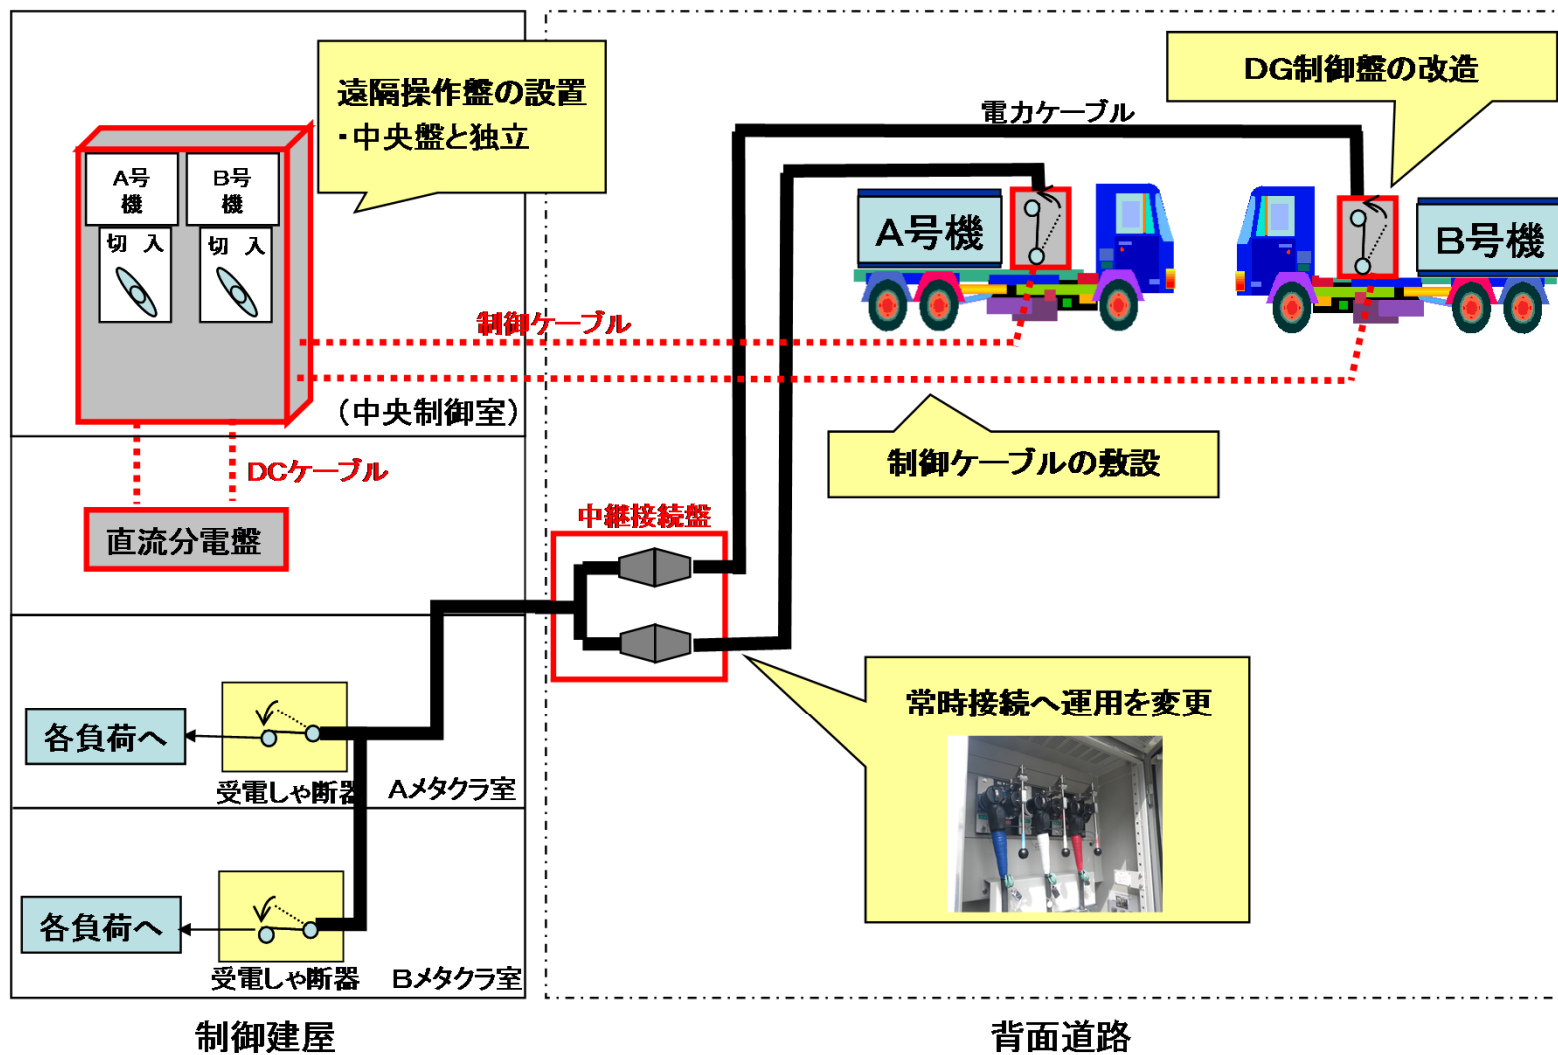 遠隔操作盤の設置
・中央盤と独立
DG制御盤の改造
電力ケーブル
A号
機
B号
機
切 入
切 入
A号機
B号機
制御ケーブル
(中央制御室)
制御ケーブルの敷設
DCケーブル
直流分電盤
中継接続盤
常時接続へ運用を変更
各負荷へ
受電しゃ断器
Aメタクラ室
各負荷へ
受電しゃ断器
Bメタクラ室
制御建屋
背面道路